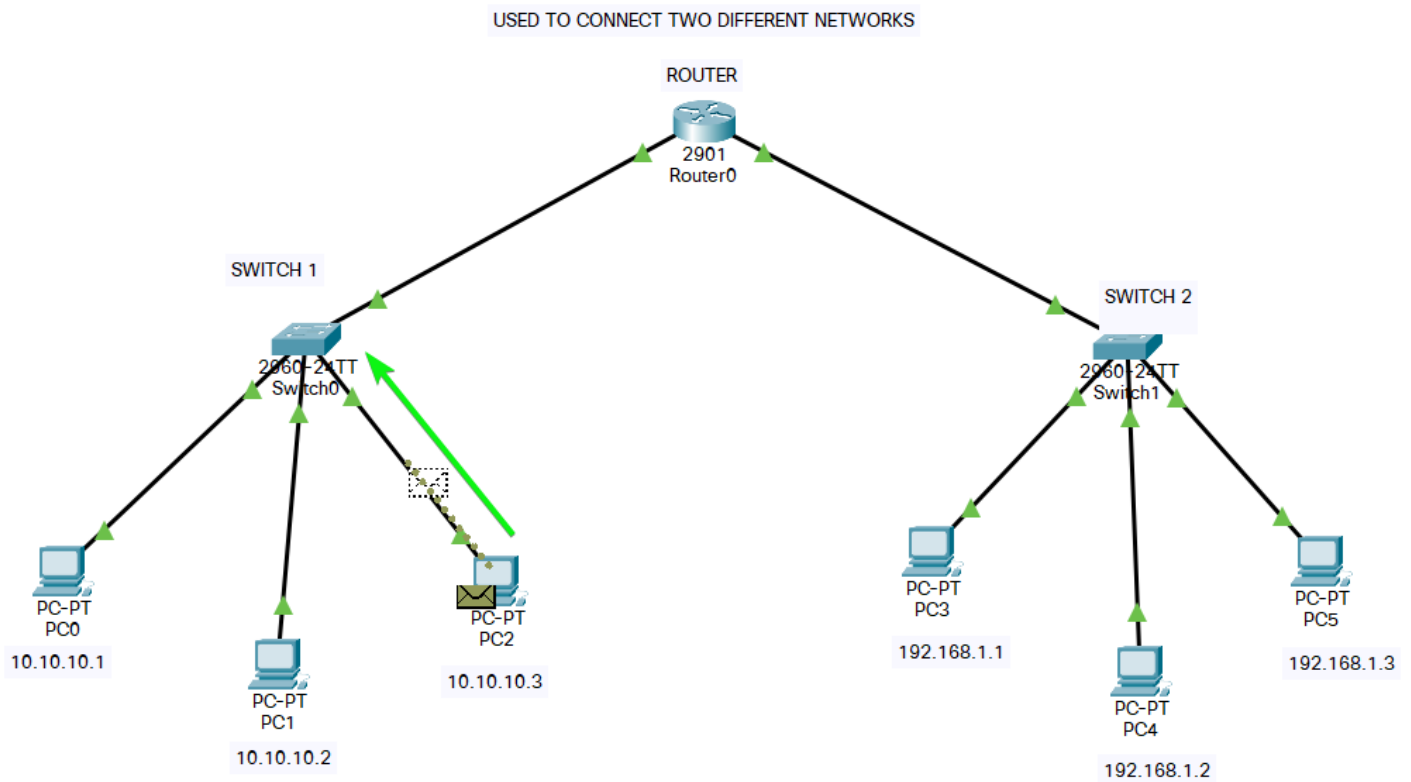 USED TO CONNECT TWO DIFFERENT NETWORKS
ROUTER
2901
Router0
SWITCH 1
2960-24TT
Switch0
SWITCH 2
2960-24TT
Switch1
PC-PT
PC0
10.10.10.1
PC-PT
PC1
10.10.10.2
PC-PT
PC2
10.10.10.3
PC-PT
PC3
192.168.1.1
PC-PT
PC4
192.168.1.2
PC-PT
PC5
192.168.1.3